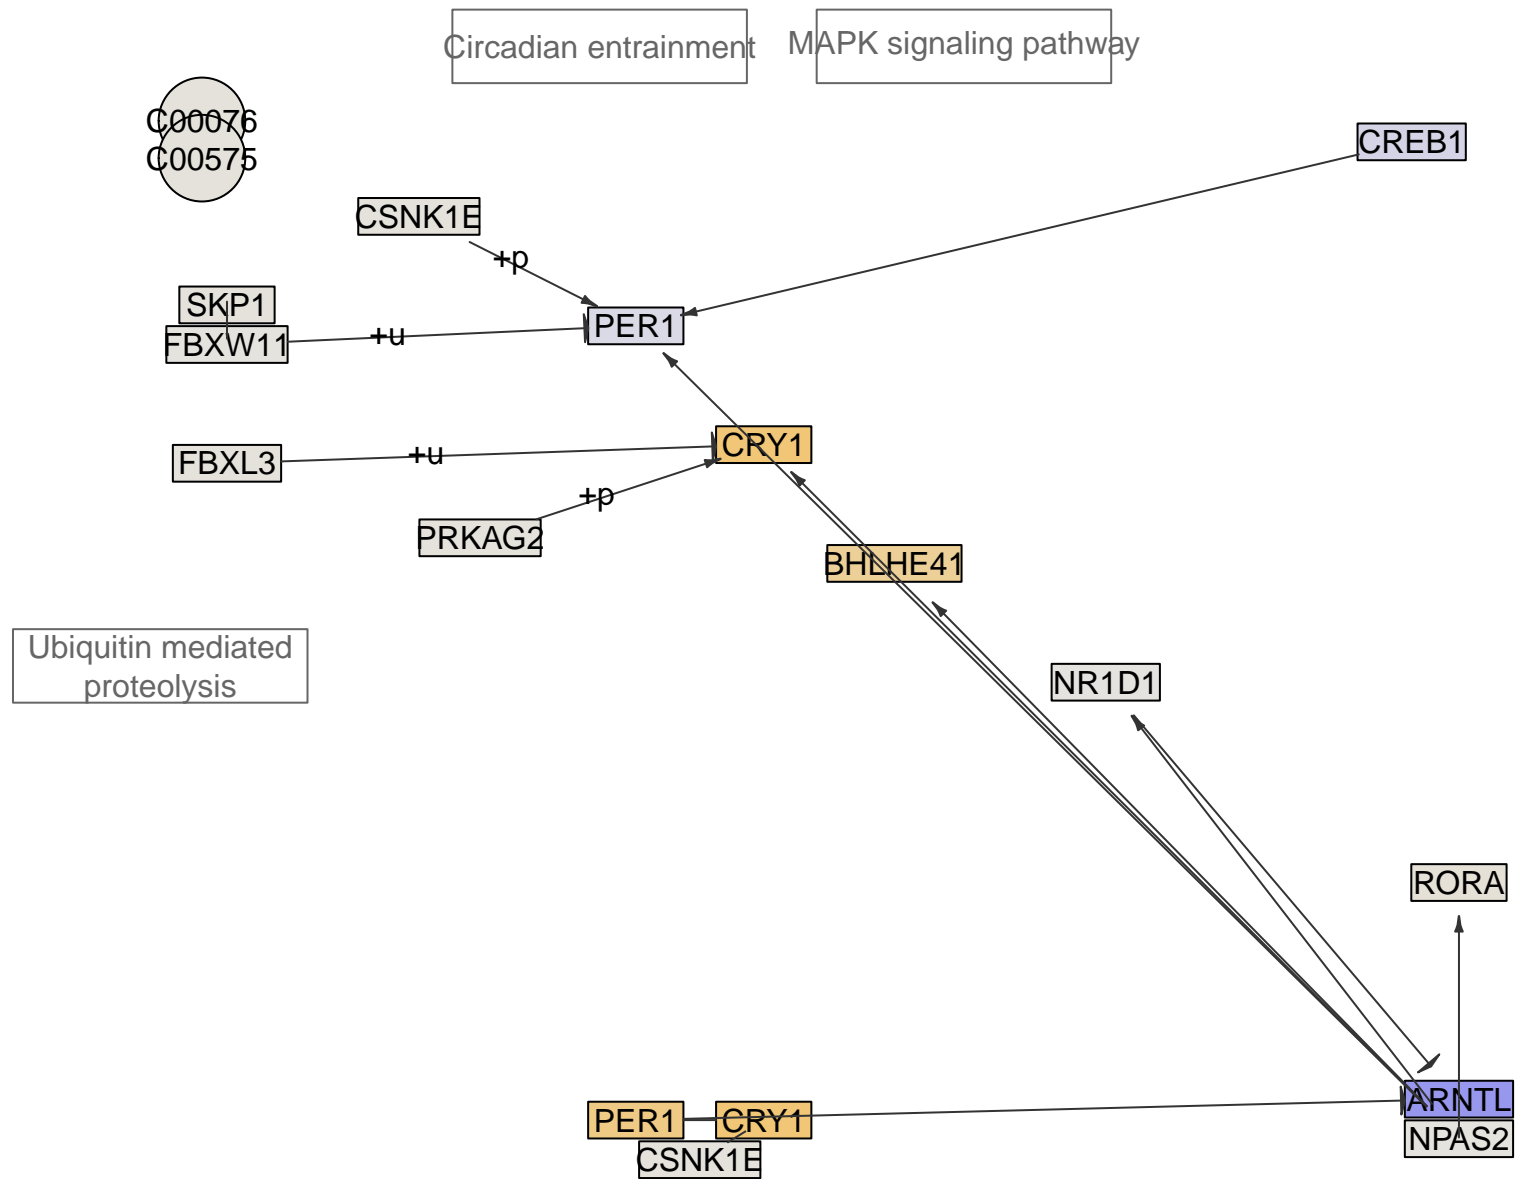 Circadian entrainment
MAPK signaling pathway
C00076
C00575
CREB1
CSNK1E
+p
SKP1
FBXW11
+u
PER1
FBXL3
+u
CRY1
+p
PRKAG2
BHLHE41
Ubiquitin mediated
proteolysis
NR1D1
RORA
ARNTL
NPAS2
PER1
CRY1
CSNK1E